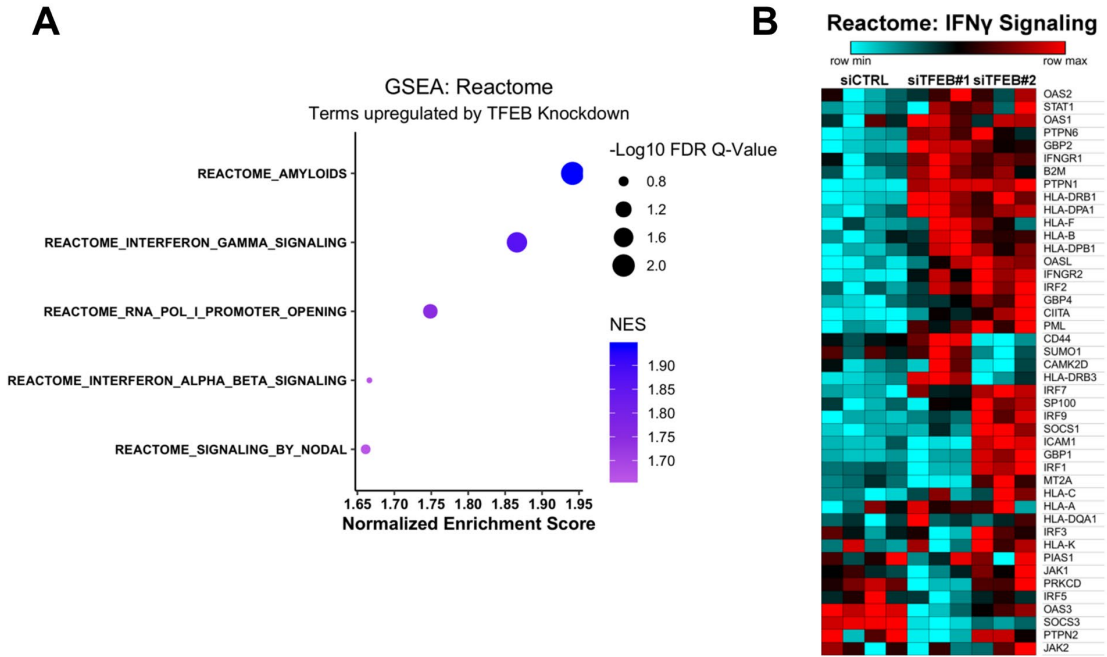 A
GSEA: Reactome
Terms upregulated by TFEB Knockdown
REACTOME_AMYLOIDS
REACTOME_INTERFERON_GAMMA_SIGNALING
REACTOME_RNA_POL_I_PROMOTER_OPENING
REACTOME_INTERFERON_ALPHA_BETA_SIGNALING
REACTOME_SIGNALING_BY_NODAL
1.65 1.70 1.75 1.80 1.85 1.90 1.95
Normalized Enrichment Score
-Log10 FDR Q-Value
0.8
1.2
1.6
2.0
NES
1.90
1.85
1.80
1.75
1.70
B
Reactome: IFNγ Signaling
row min row max
siCTRL siTFEB#1 siTFEB#2
OAS2
STAT1
OAS1
PTPN6
GBP2
IFNGR1
B2M
PTPN1
HLA-DRB1
HLA-DPA1
HLA-F
HLA-B
HLA-DPB1
OASL
IFNGR2
IRF2
GBP4
CIITA
PML
CD44
SUMO1
CAMK2D
HLA-DRB3
IRF7
SP100
IRF9
SOCS1
ICAM1
GBP1
IRF1
MT2A
HLA-C
HLA-A
HLA-DQA1
IRF3
HLA-K
PIAS1
JAK1
PRKCD
IRF5
OAS3
SOCS3
PTPN2
JAK2